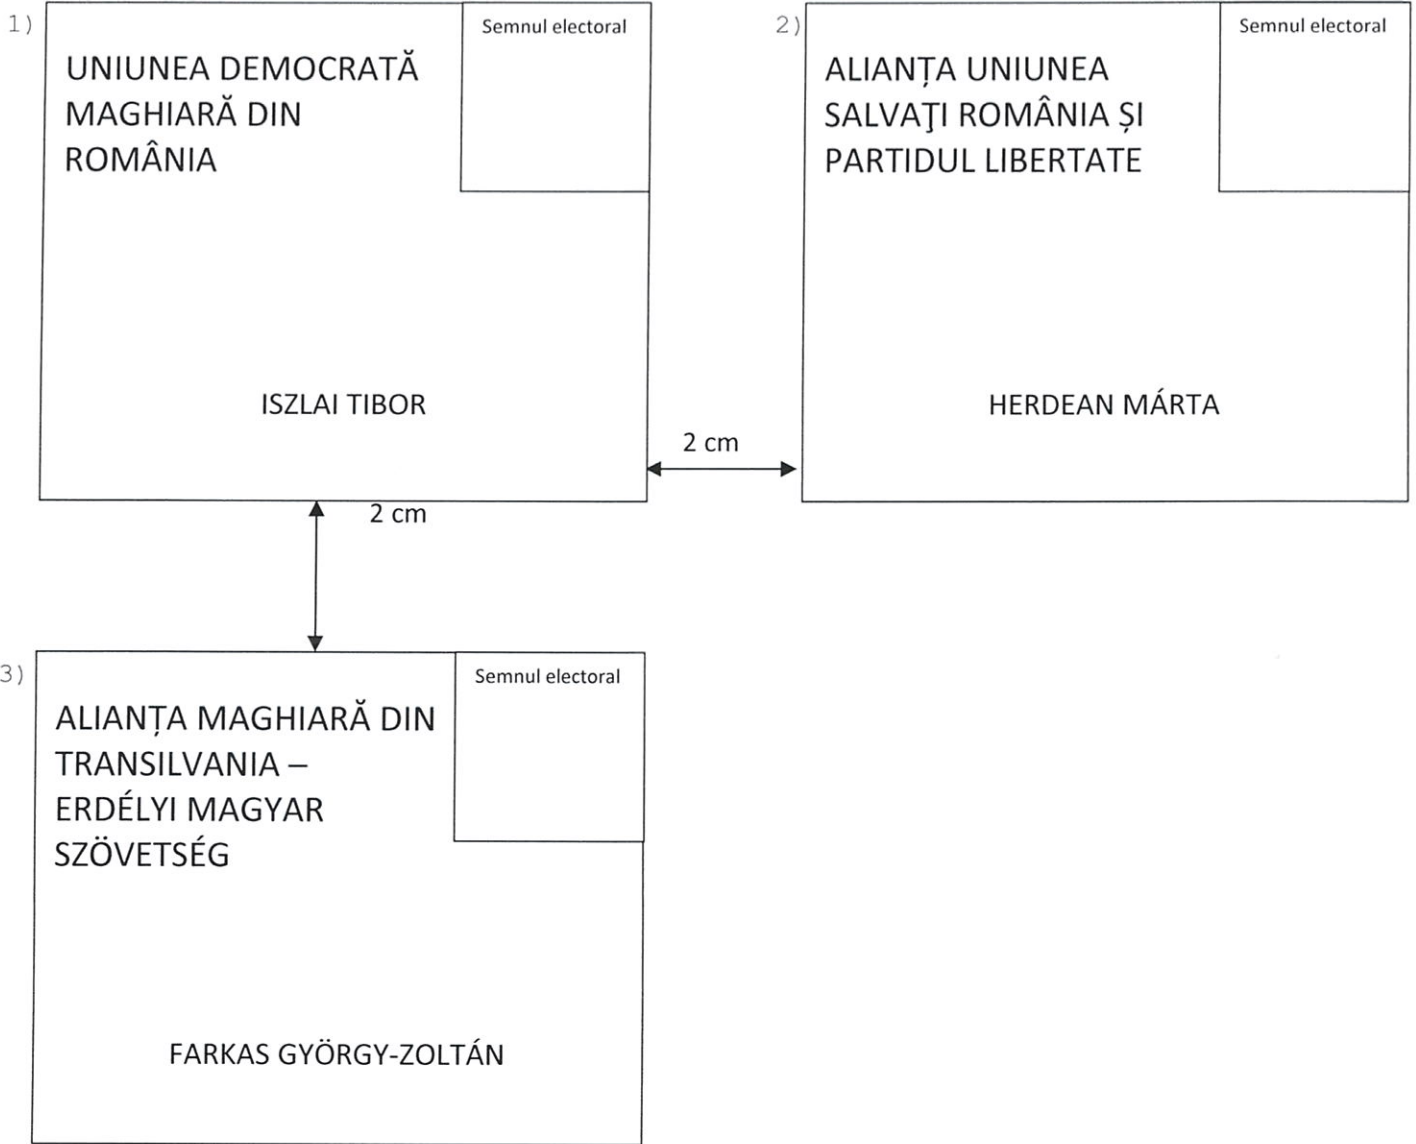 1)
UNIUNEA DEMOCRATĂ
MAGHIARĂ DIN
ROMÂNIA
Semnul electoral
ISZLAI TIBOR
2 cm
2)
ALIANȚA UNIUNEA
SALVAŢI ROMÂNIA ȘI
PARTIDUL LIBERTATE
Semnul electoral
HERDEAN MÁRTA
2 cm
3)
ALIANȚA MAGHIARĂ DIN
TRANSILVANIA –
ERDÉLYI MAGYAR
SZÖVETSÉG
Semnul electoral
FARKAS GYÖRGY-ZOLTÁN